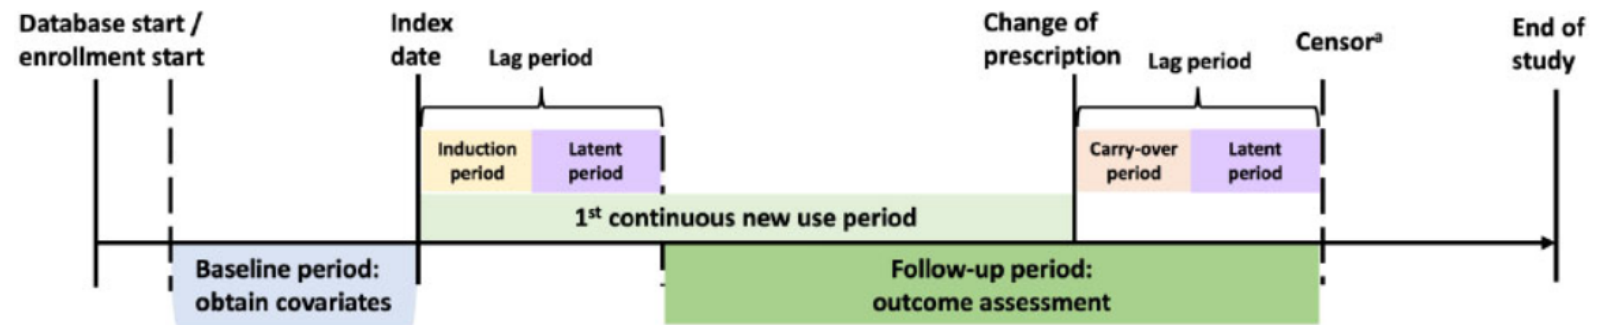 Database start /
enrollment start
Index
date
Lag period
Change of
prescription
Lag period
Censorᵃ
End of
study
Induction
period
Latent
period
Carry-over
period
Latent
period
1ˢᵗ continuous new use period
Baseline period:
obtain covariates
Follow-up period:
outcome assessment